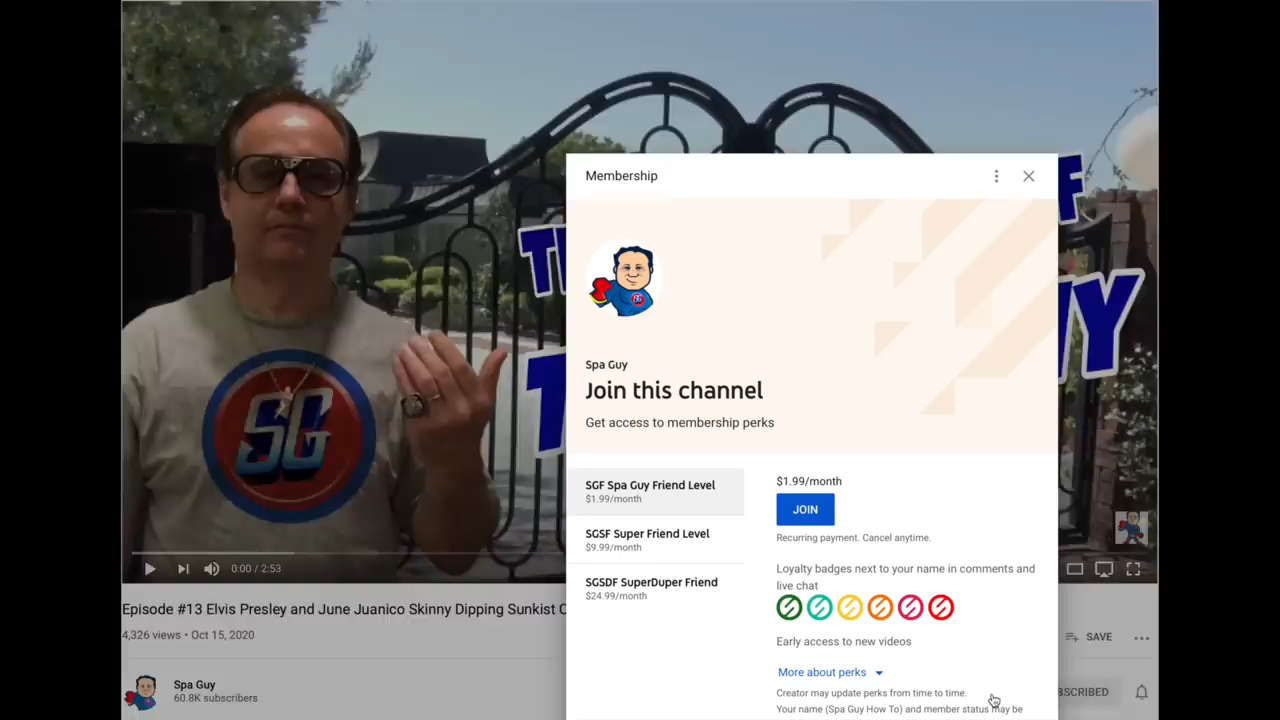 Membership
SG
Spa Guy
Join this channel
Get access to membership perks
SGF Spa Guy Friend Level
$1.99/month
SGSF Super Friend Level
$9.99/month
SGSDF SuperDuper Friend
$24.99/month
$1.99/month
JOIN
Recurring payment. Cancel anytime.
Loyalty badges next to your name in comments and
live chat
Early access to new videos
More about perks
Creator may update perks from time to time.
Your name (Spa Guy How To) and member status may be
0:00 / 2:53
Episode #13 Elvis Presley and June Juanico Skinny Dipping Sunkist
4,326 views • Oct 15, 2020
SAVE
Spa Guy
60.8K subscribers